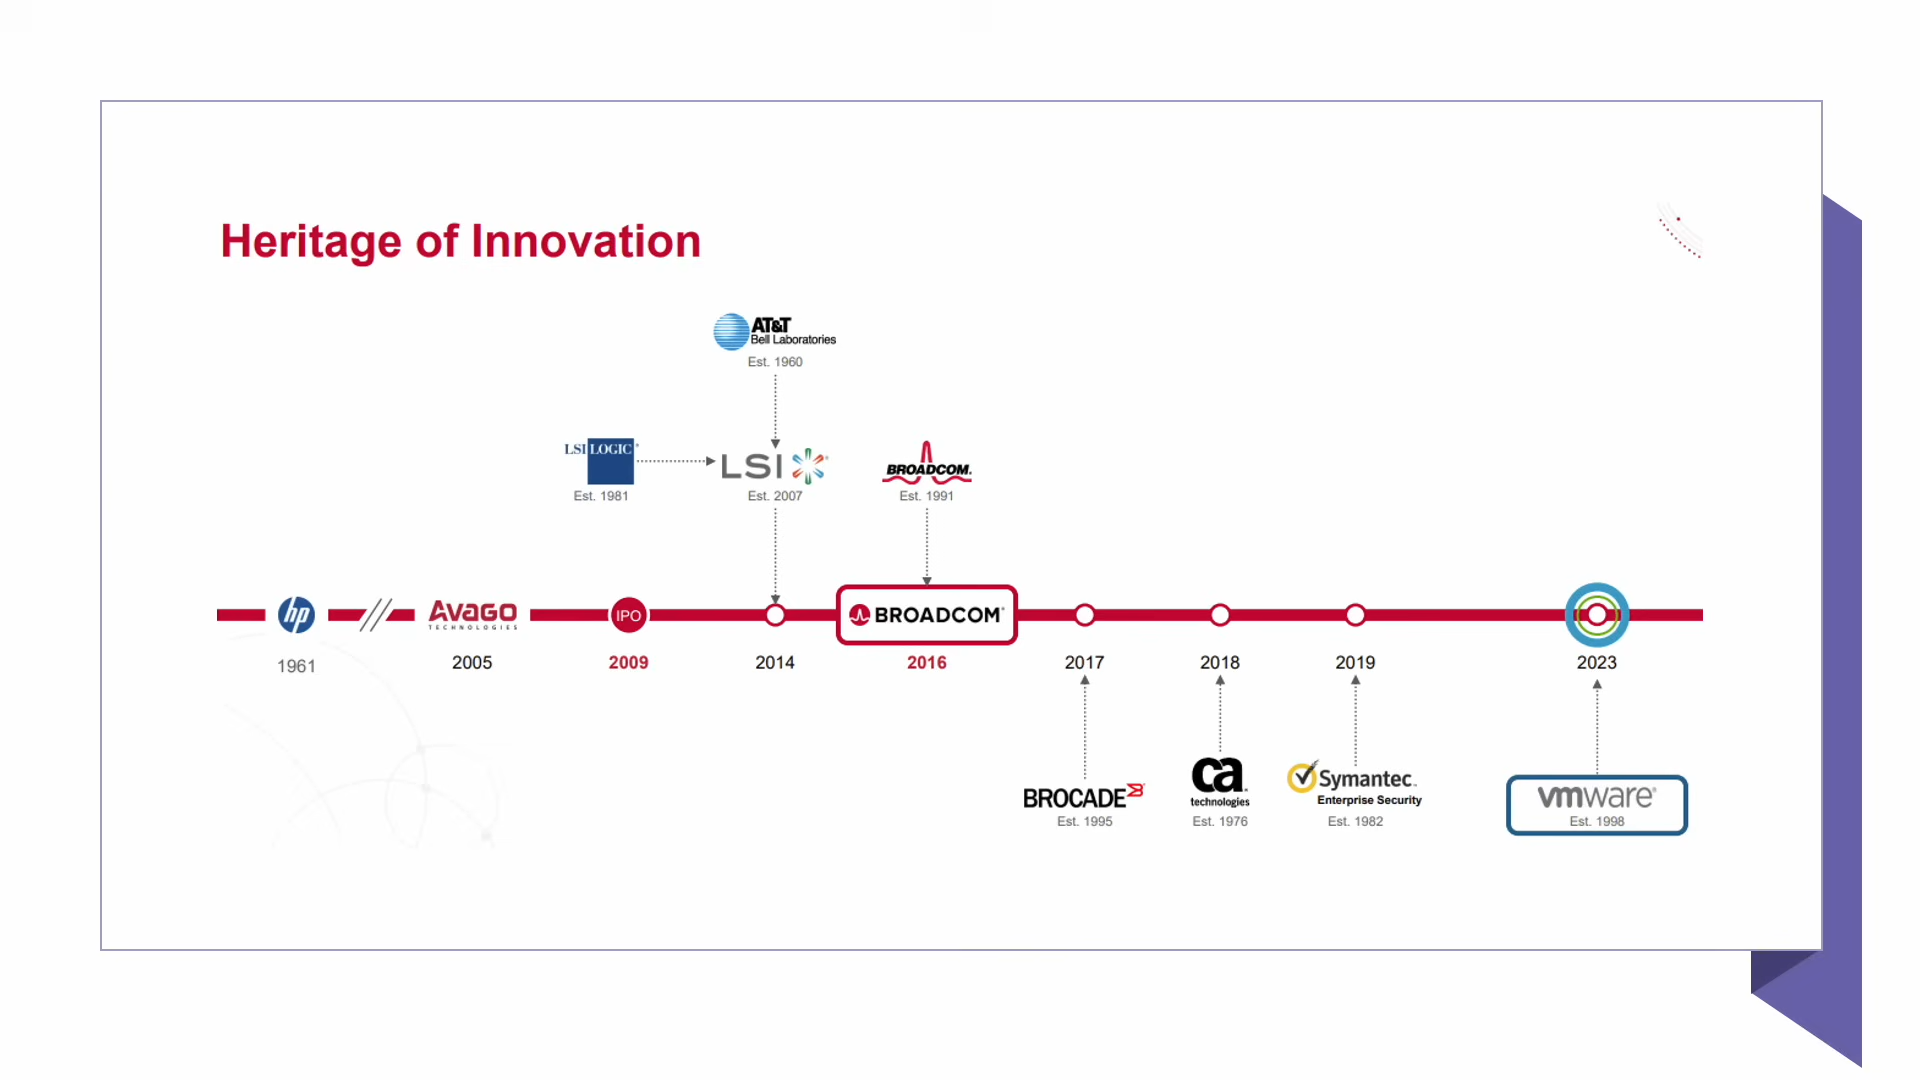 Heritage of Innovation
AT&T
Bell Laboratories
Est. 1960
LSI LOGIC
Est. 1981
LSI
Est. 2007
BROADCOM.
Est. 1991
hp
AVAGO
TECHNOLOGIES
IPO
BROADCOM
1961
2005
2009
2014
2016
2017
2018
2019
2023
BROCADE
Est. 1995
ca
technologies
Est. 1976
Symantec
Enterprise Security
Est. 1982
vmware
Est. 1998